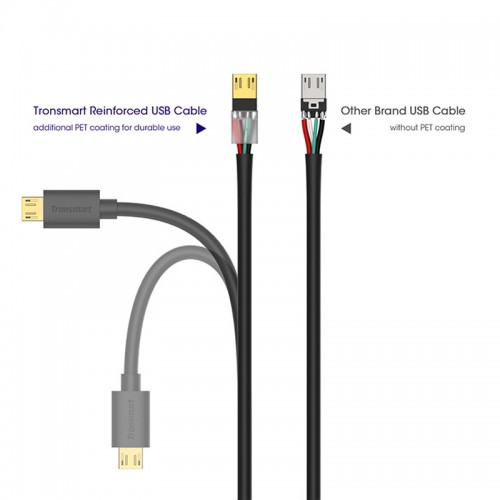 Tronsmart Reinforced USB Cable
additional PET coating for durable use
Other Brand USB Cable
without PET coating
Tronsmart
Tronsmart